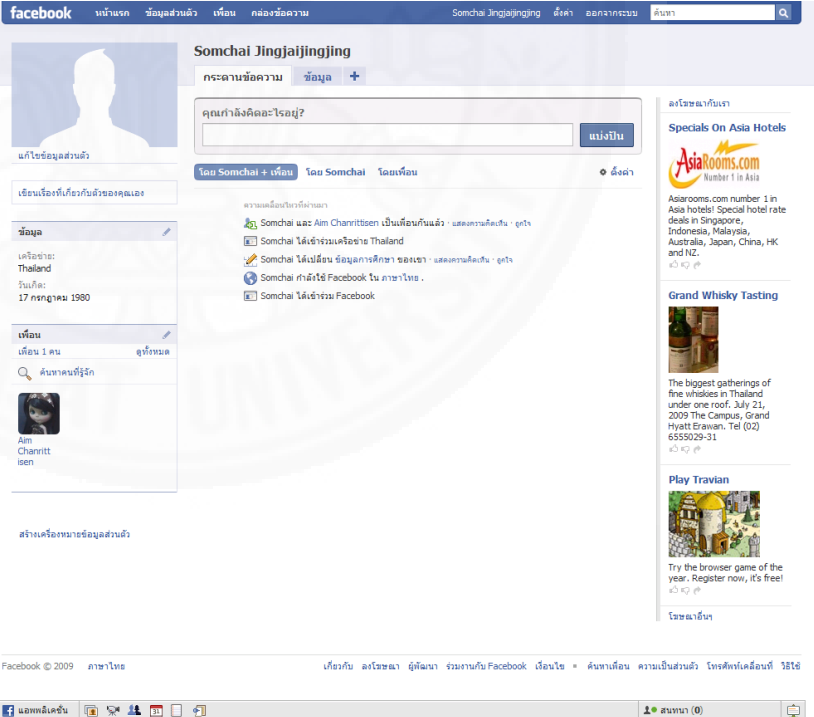 facebook หน้าแรก ข้อมูลส่วนตัว เพื่อน กล่องข้อความ Somchai Jingjaijingjing ตั้งค่า ออกจากระบบ ค้นหา
Somchai Jingjaijingjing
กระดานข้อความ ข้อมูล +
คุณกำลังคิดอะไรอยู่?
แบ่งปัน
โดย Somchai + เพื่อน โดย Somchai โดยเพื่อน ตั้งค่า
ความเคลื่อนไหวที่ผ่านมา
Somchai และ Aim Chanrittisen เป็นเพื่อนกันแล้ว · แสดงความคิดเห็น · ถูกใจ
Somchai ได้เข้าร่วมเครือข่าย Thailand
Somchai ได้เปลี่ยน ข้อมูลการศึกษา ของเขา · แสดงความคิดเห็น · ถูกใจ
Somchai กำลังใช้ Facebook ใน ภาษาไทย .
Somchai ได้เข้าร่วม Facebook
แก้ไขข้อมูลส่วนตัว
เขียนเรื่องที่เกี่ยวกับตัวของคุณเอง
ข้อมูล
เครือข่าย:
Thailand
วันเกิด:
17 กรกฎาคม 1980
เพื่อน
เพื่อน 1 คน ดูทั้งหมด
ค้นหาคนที่รู้จัก
Aim
Chanritt
isen
สร้างเครื่องหมายข้อมูลส่วนตัว
ลงโฆษณากับเรา
Specials On Asia Hotels
AsiaRooms.com
Number 1 in Asia
Asiarooms.com number 1 in
Asia hotels! Special hotel rate
deals in Singapore,
Indonesia, Malaysia,
Australia, Japan, China, HK
and NZ.
Grand Whisky Tasting
The biggest gatherings of
fine whiskies in Thailand
under one roof. July 21,
2009 The Campus, Grand
Hyatt Erawan. Tel (02)
6555029-31
Play Travian
Try the browser game of the
year. Register now, it's free!
โฆษณาอื่นๆ
Facebook © 2009 ภาษาไทย เกี่ยวกับ ลงโฆษณา ผู้พัฒนา ร่วมงานกับ Facebook เงื่อนไข ▪ ค้นหาเพื่อน ความเป็นส่วนตัว โทรศัพท์เคลื่อนที่ วิธีใช้
แอพพลิเคชั่น 31 สนทนา (0)